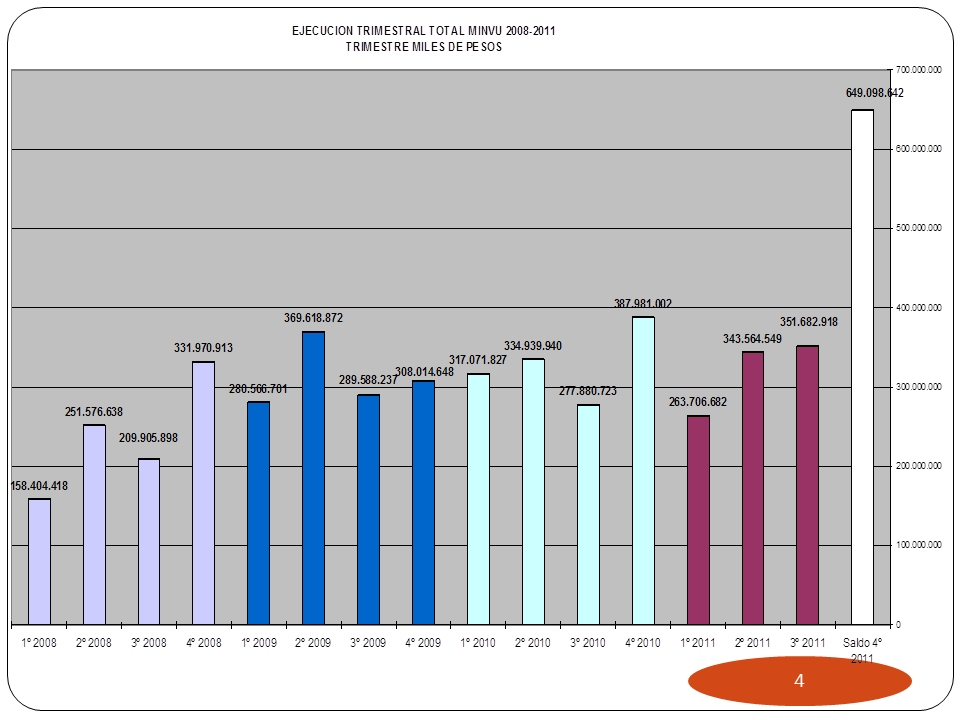 EJECUCION TRIMESTRAL TOTAL MINVU 2008-2011
TRIMESTRE MILES DE PESOS
700.000.000
600.000.000
500.000.000
400.000.000
300.000.000
200.000.000
100.000.000
0
158.404.418
251.576.638
209.905.898
331.970.913
280.566.701
369.618.872
289.588.237
308.014.648
317.071.827
334.939.940
277.880.723
387.981.002
263.706.682
343.564.549
351.682.918
649.098.642
1º 2008
2º 2008
3º 2008
4º 2008
1º 2009
2º 2009
3º 2009
4º 2009
1º 2010
2º 2010
3º 2010
4º 2010
1º 2011
2º 2011
3º 2011
Saldo 4º
2011
4